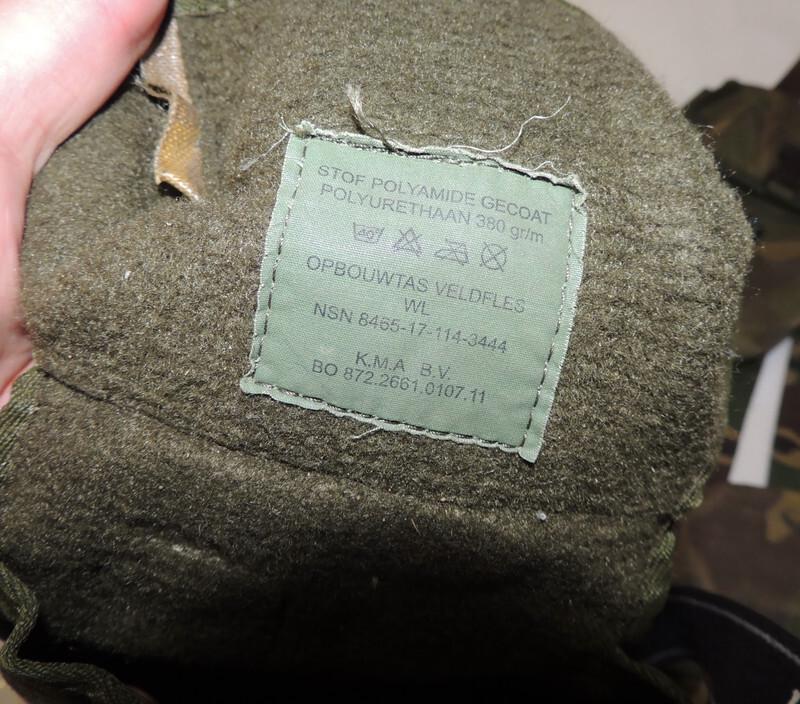 STOF POLYAMIDE GECOAT
POLYURETHAAN 380 gr/m
40
OPBOUWTAS VELDFLES
WL
NSN 8465-17-114-3444
K.M.A B.V.
BO 872.2661.0107.11